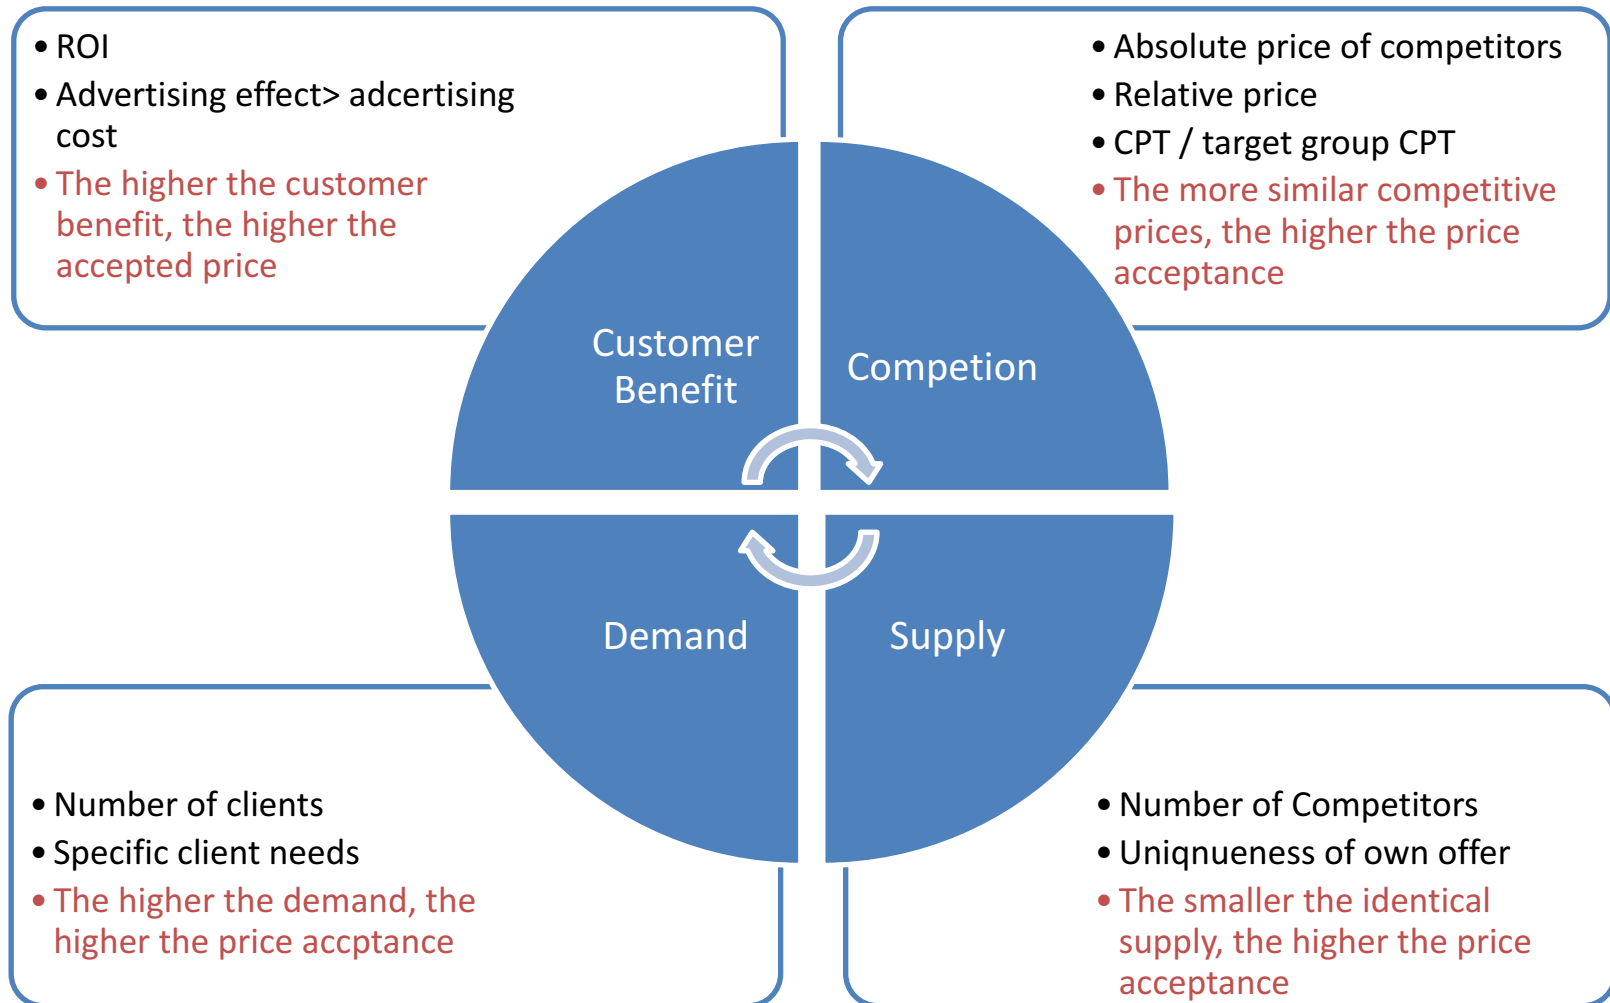 • ROI
• Advertising effect> adcertising
cost
• The higher the customer
benefit, the higher the
accepted price
• Absolute price of competitors
• Relative price
• CPT / target group CPT
• The more similar competitive
prices, the higher the price
acceptance
Customer
Benefit
Competion
Demand
Supply
• Number of clients
• Specific client needs
• The higher the demand, the
higher the price accptance
• Number of Competitors
• Uniqnueness of own offer
• The smaller the identical
supply, the higher the price
acceptance